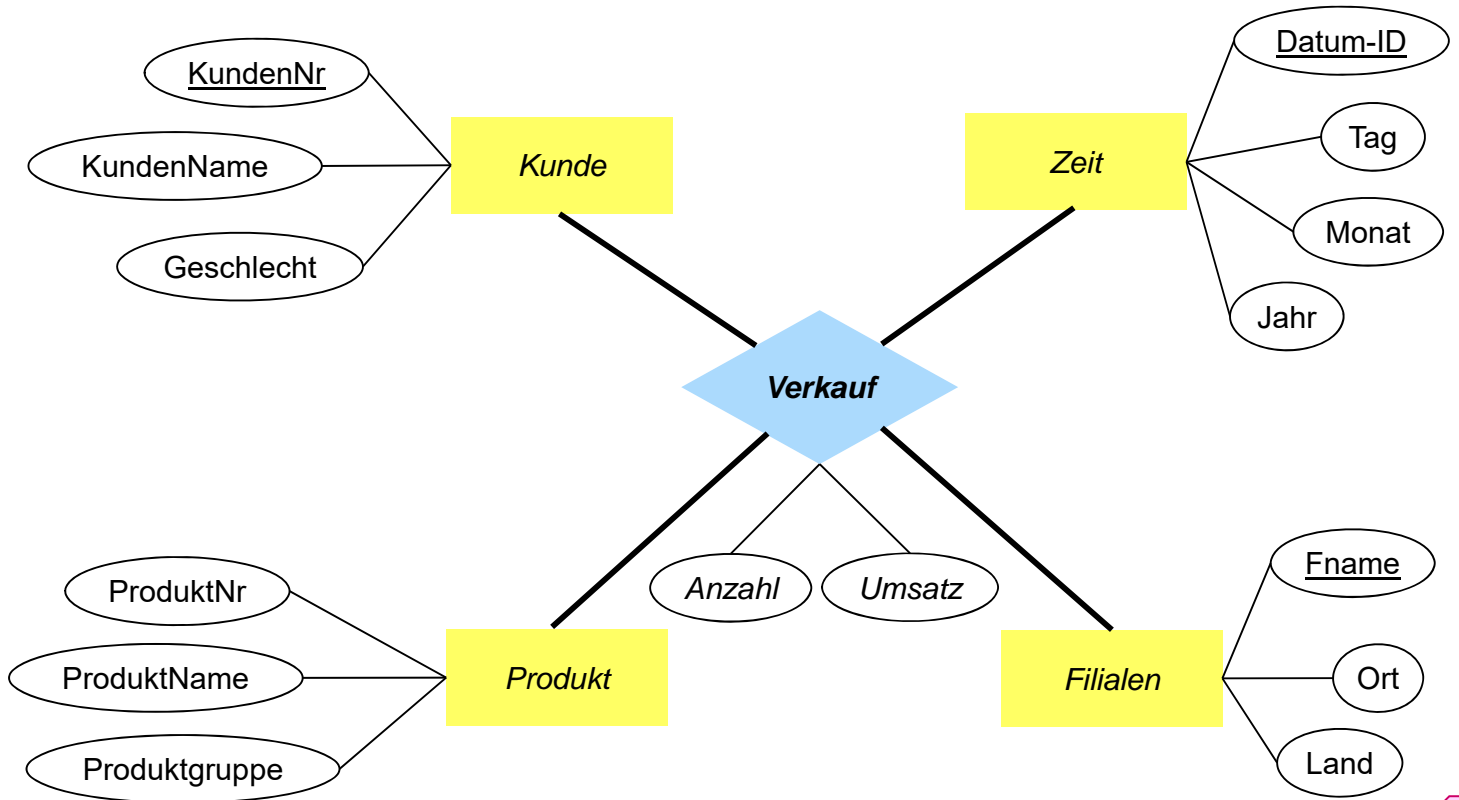 KundenNr
KundenName
Geschlecht
Kunde
Datum-ID
Tag
Monat
Jahr
Zeit
Verkauf
Anzahl
Umsatz
ProduktNr
ProduktName
Produktgruppe
Produkt
Fname
Ort
Land
Filialen